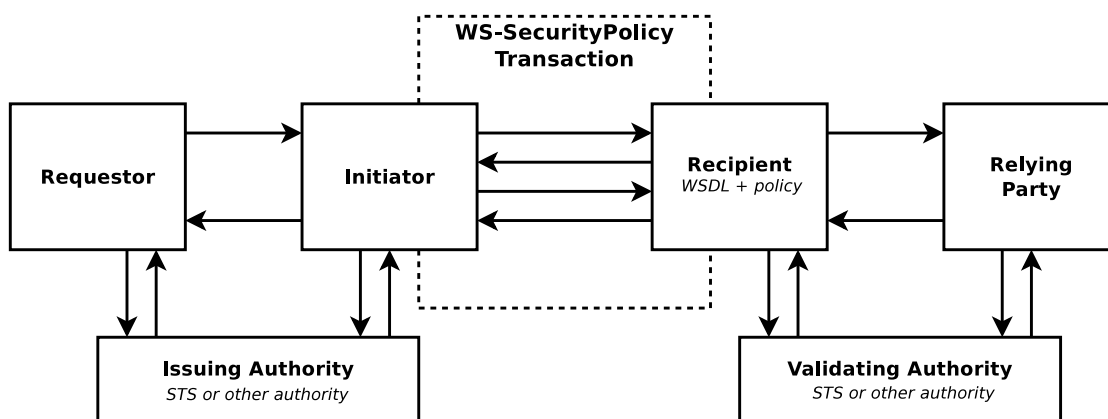 WS-SecurityPolicy
Transaction
Requestor
Initiator
Recipient
WSDL + policy
Relying
Party
Issuing Authority
STS or other authority
Validating Authority
STS or other authority